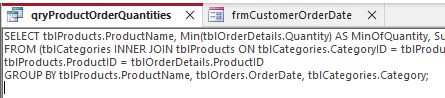 qryProductOrderQuantities × frmCustomerOrderDate
SELECT tblProducts.ProductName, Min(tblOrderDetails.Quantity) AS MinOfQuantity, Su
FROM (tblCategories INNER JOIN tblProducts ON tblCategories.CategoryID = tblProdu
tblProducts.ProductID = tblOrderDetails.ProductID
GROUP BY tblProducts.ProductName, tblOrders.OrderDate, tblCategories.Category;